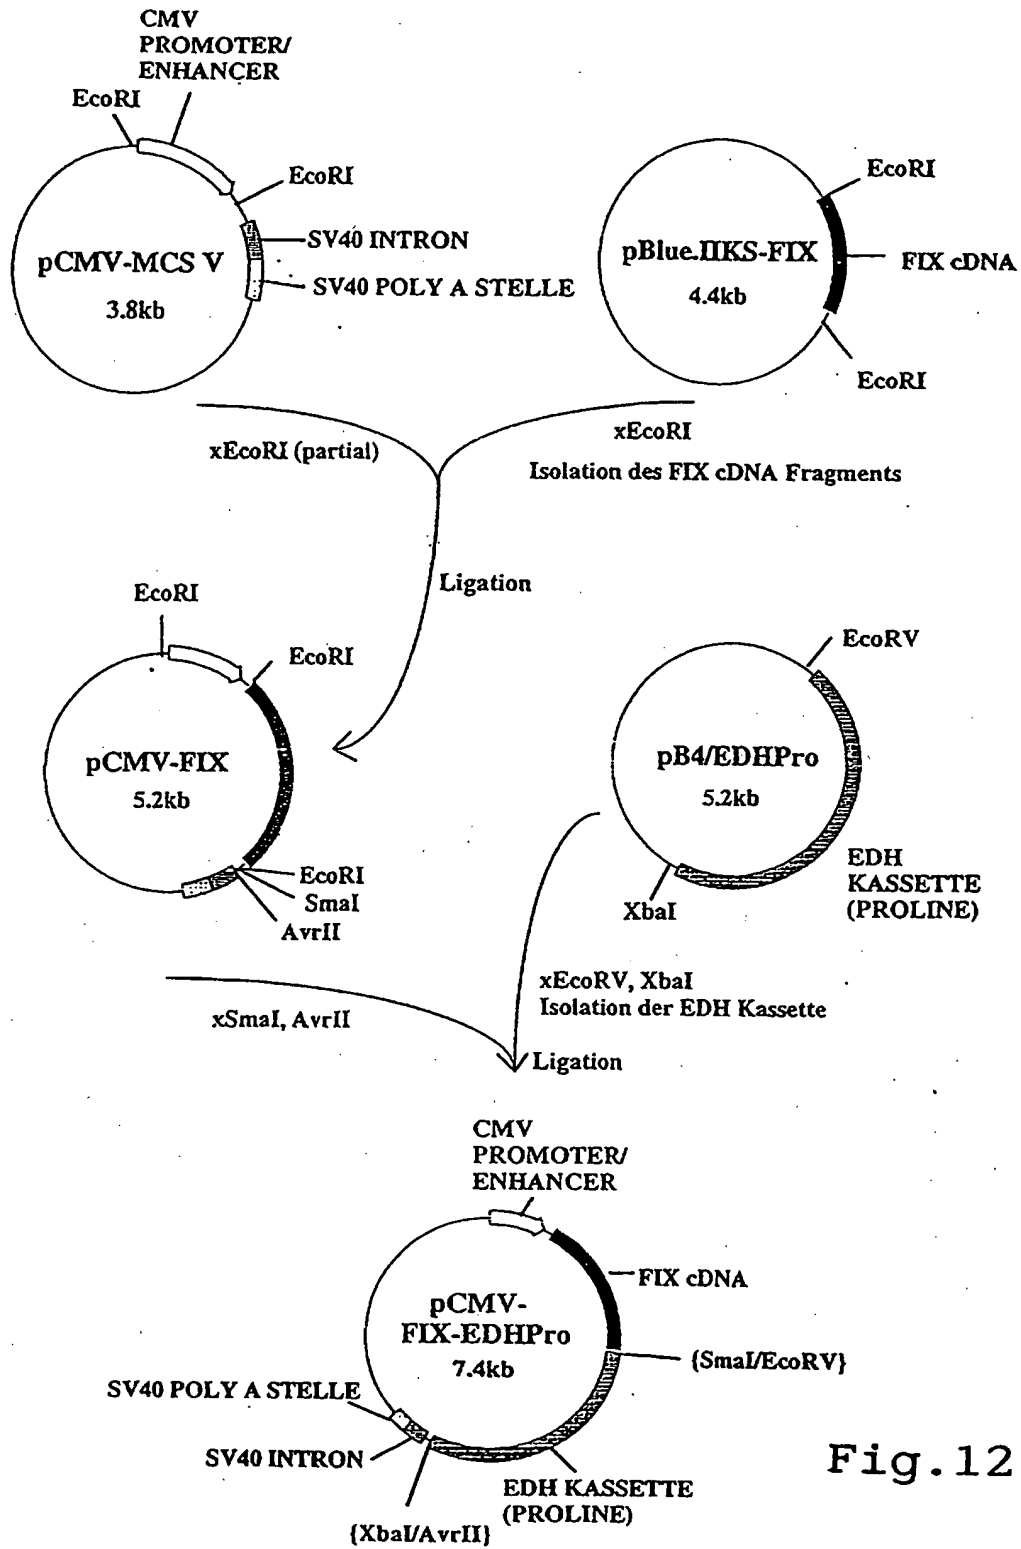 CMV
PROMOTER/
ENHANCER
EcoRI
EcoRI
SV40 INTRON
SV40 POLY A STELLE
pCMV-MCS V
3.8kb
EcoRI
pBlue.IIKS-FIX
4.4kb
FIX cDNA
EcoRI
xEcoRI (partial)
xEcoRI
Isolation des FIX cDNA Fragments
Ligation
EcoRI
EcoRI
pCMV-FIX
5.2kb
EcoRI
SmaI
AvrII
EcoRV
pB4/EDHPro
5.2kb
EDH
KASSETTE
(PROLINE)
XbaI
xSmaI, AvrII
xEcoRV, XbaI
Isolation der EDH Kassette
Ligation
CMV
PROMOTER/
ENHANCER
FIX cDNA
pCMV-
FIX-EDHPro
7.4kb
{SmaI/EcoRV}
SV40 POLY A STELLE
SV40 INTRON
EDH KASSETTE
(PROLINE)
{XbaI/AvrII}
Fig.12